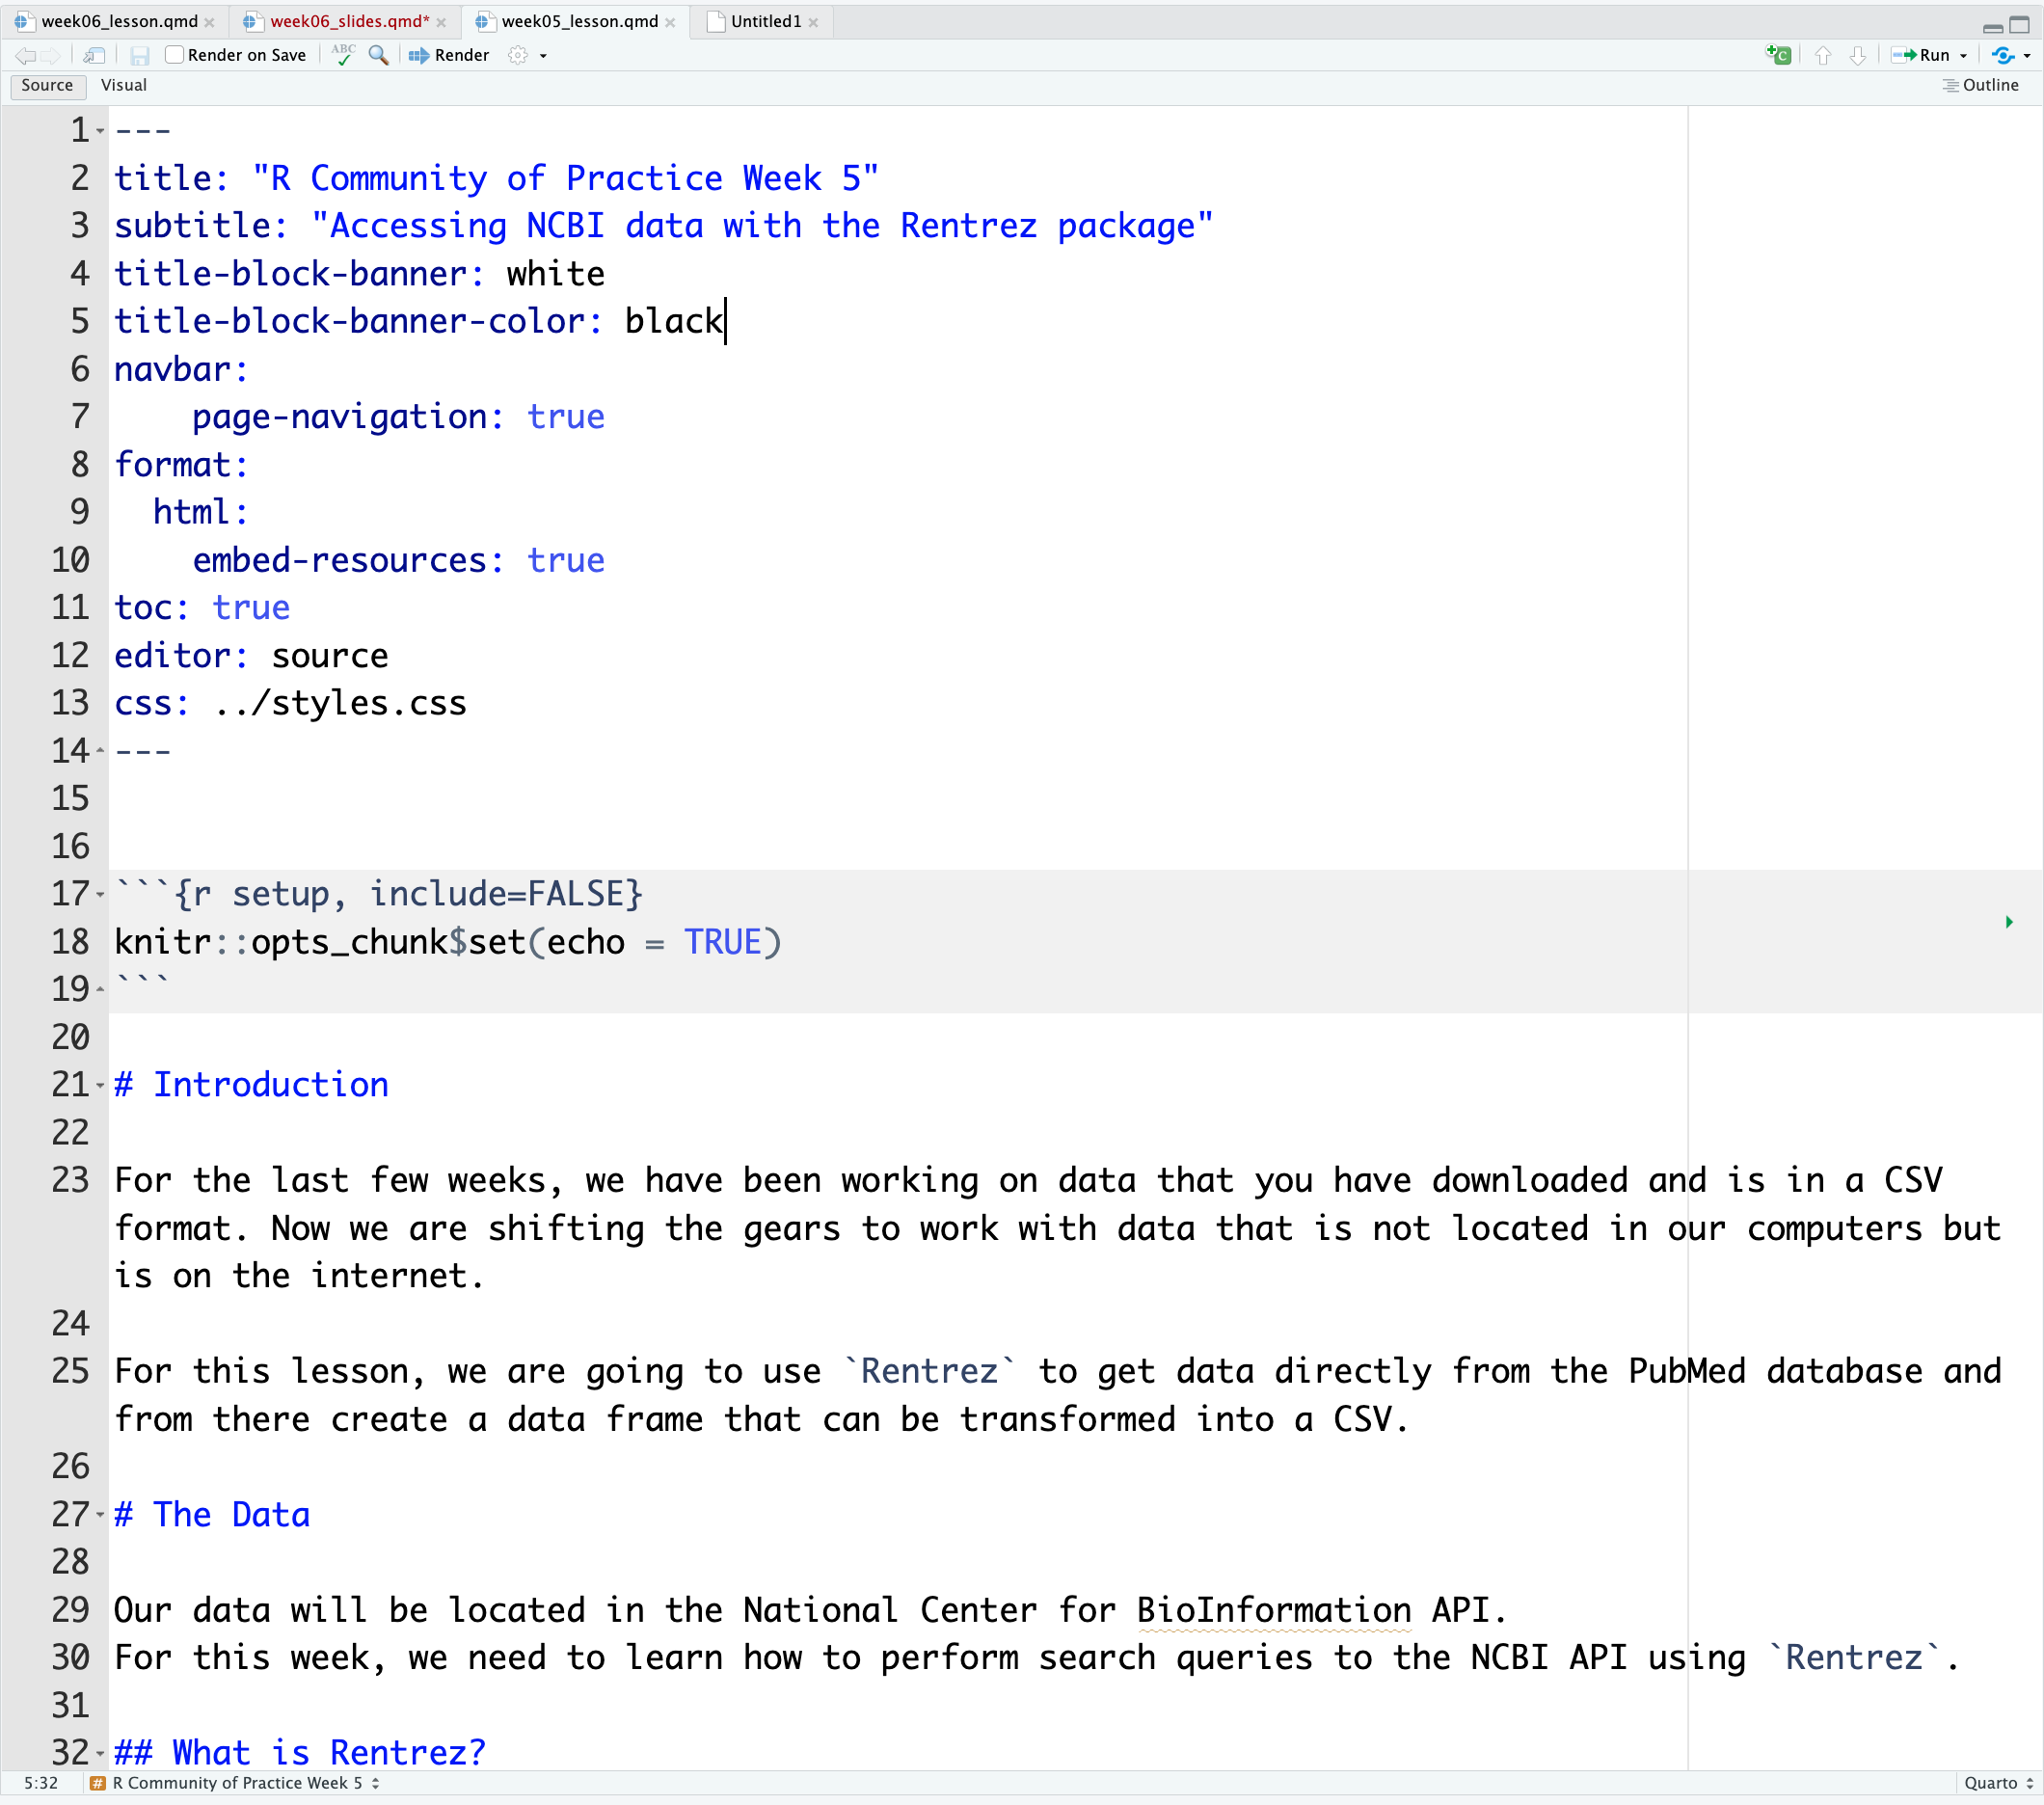 week06_lesson.qmd week06_slides.qmd* week05_lesson.qmd Untitled1
Render on Save ABC Render Run
Source Visual Outline
1 ---
2 title: "R Community of Practice Week 5"
3 subtitle: "Accessing NCBI data with the Rentrez package"
4 title-block-banner: white
5 title-block-banner-color: black
6 navbar:
7     page-navigation: true
8 format:
9   html:
10     embed-resources: true
11 toc: true
12 editor: source
13 css: ../styles.css
14 ---
15
16
17 ```{r setup, include=FALSE}
18 knitr::opts_chunk$set(echo = TRUE)
19 ```
20
21 # Introduction
22
23 For the last few weeks, we have been working on data that you have downloaded and is in a CSV
format. Now we are shifting the gears to work with data that is not located in our computers but
is on the internet.
24
25 For this lesson, we are going to use `Rentrez` to get data directly from the PubMed database and
from there create a data frame that can be transformed into a CSV.
26
27 # The Data
28
29 Our data will be located in the National Center for BioInformation API.
30 For this week, we need to learn how to perform search queries to the NCBI API using `Rentrez`.
31
32 ## What is Rentrez?
5:32 # R Community of Practice Week 5 Quarto